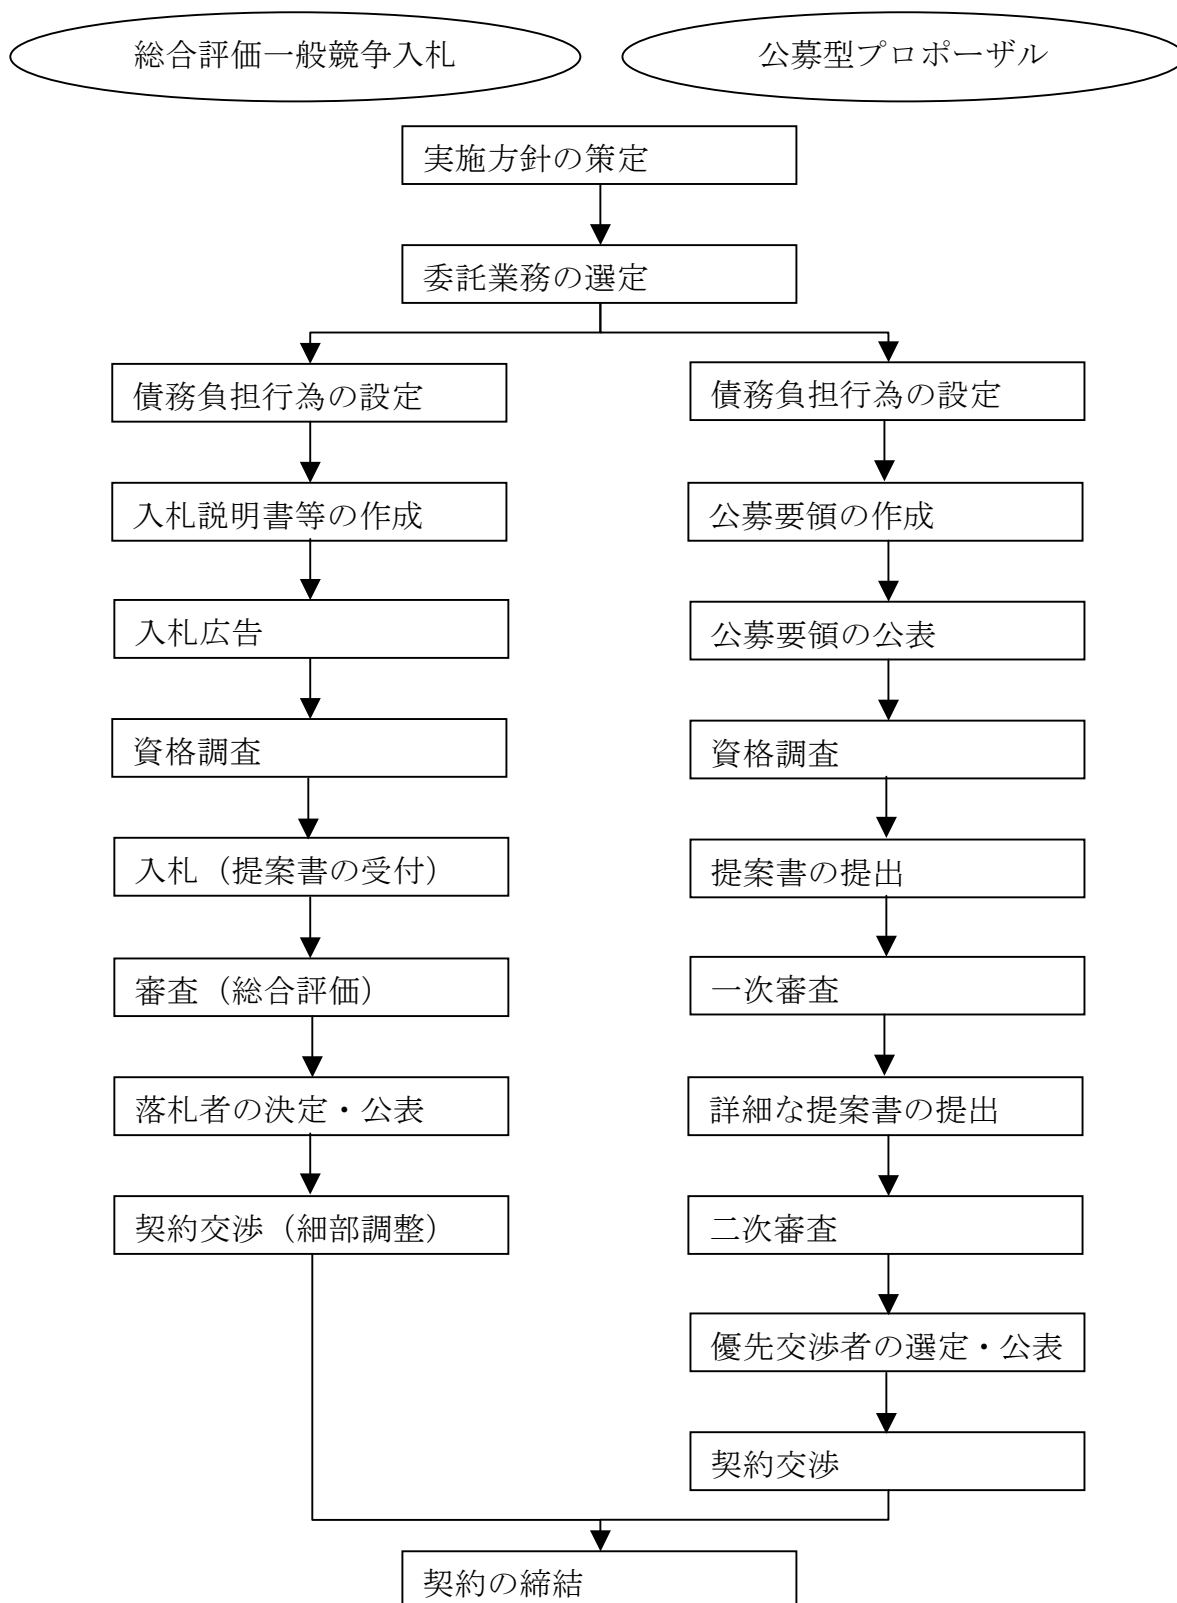 総合評価一般競争入札
公募型プロポーザル
実施方針の策定
委託業務の選定
債務負担行為の設定
入札説明書等の作成
入札広告
資格調査
入札（提案書の受付）
審査（総合評価）
落札者の決定・公表
契約交渉（細部調整）
債務負担行為の設定
公募要領の作成
公募要領の公表
資格調査
提案書の提出
一次審査
詳細な提案書の提出
二次審査
優先交渉者の選定・公表
契約交渉
契約の締結